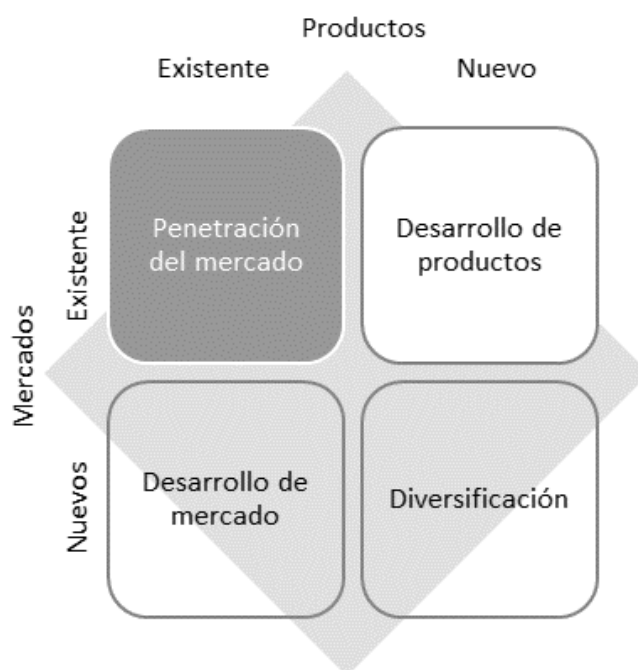 Productos
Existente
Nuevo
Existente
Penetración
del mercado
Desarrollo de
productos
Mercados
Nuevos
Desarrollo de
mercado
Diversificación